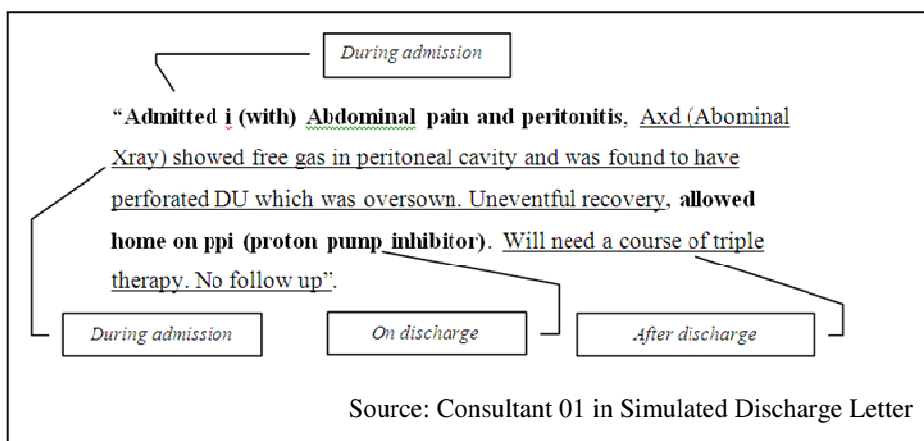 During admission
“Admitted i (with) Abdominal pain and peritonitis, Axd (Abominal
Xray) showed free gas in peritoneal cavity and was found to have
perforated DU which was oversown. Uneventful recovery, allowed
home on ppi (proton pump inhibitor). Will need a course of triple
therapy. No follow up”.
During admission
On discharge
After discharge
Source: Consultant 01 in Simulated Discharge Letter